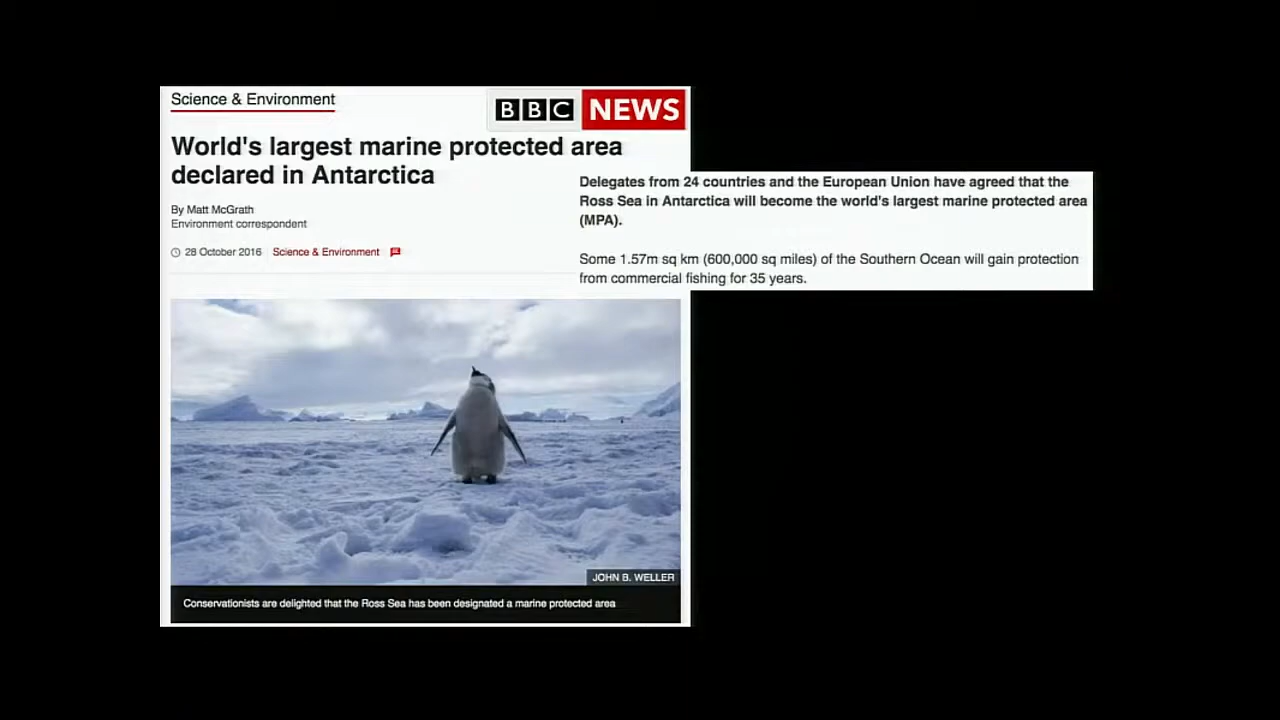 Science & Environment
BBC NEWS
World's largest marine protected area
declared in Antarctica
By Matt McGrath
Environment correspondent
28 October 2016 Science & Environment
Delegates from 24 countries and the European Union have agreed that the
Ross Sea in Antarctica will become the world's largest marine protected area
(MPA).
Some 1.57m sq km (600,000 sq miles) of the Southern Ocean will gain protection
from commercial fishing for 35 years.
JOHN B. WELLER
Conservationists are delighted that the Ross Sea has been designated a marine protected area